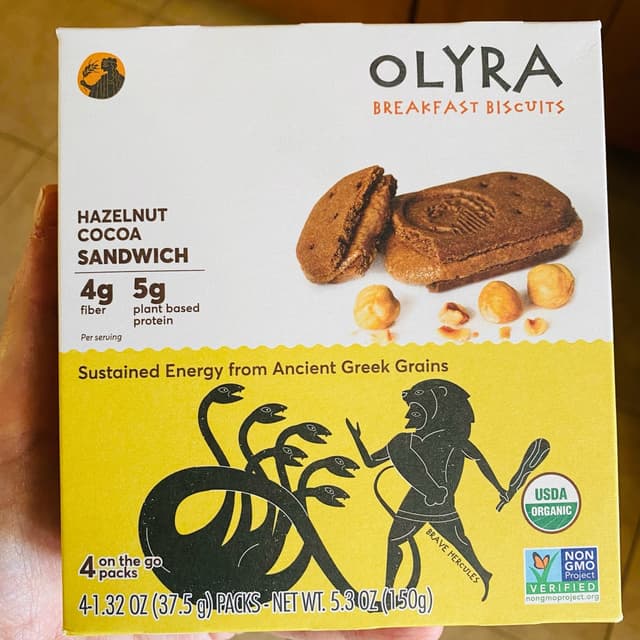 OLYRA
BREAKFAST BISCUITS
HAZELNUT
COCOA
SANDWICH
4g fiber
5g plant based protein
Per serving
Sustained Energy from Ancient Greek Grains
BRAVE HERCULES
USDA
ORGANIC
4 on the go packs
NON
GMO
Project
VERIFIED
nongmoproject.org
4-1.32 OZ (37.5 g) PACKS - NET WT. 5.3 OZ (150g)